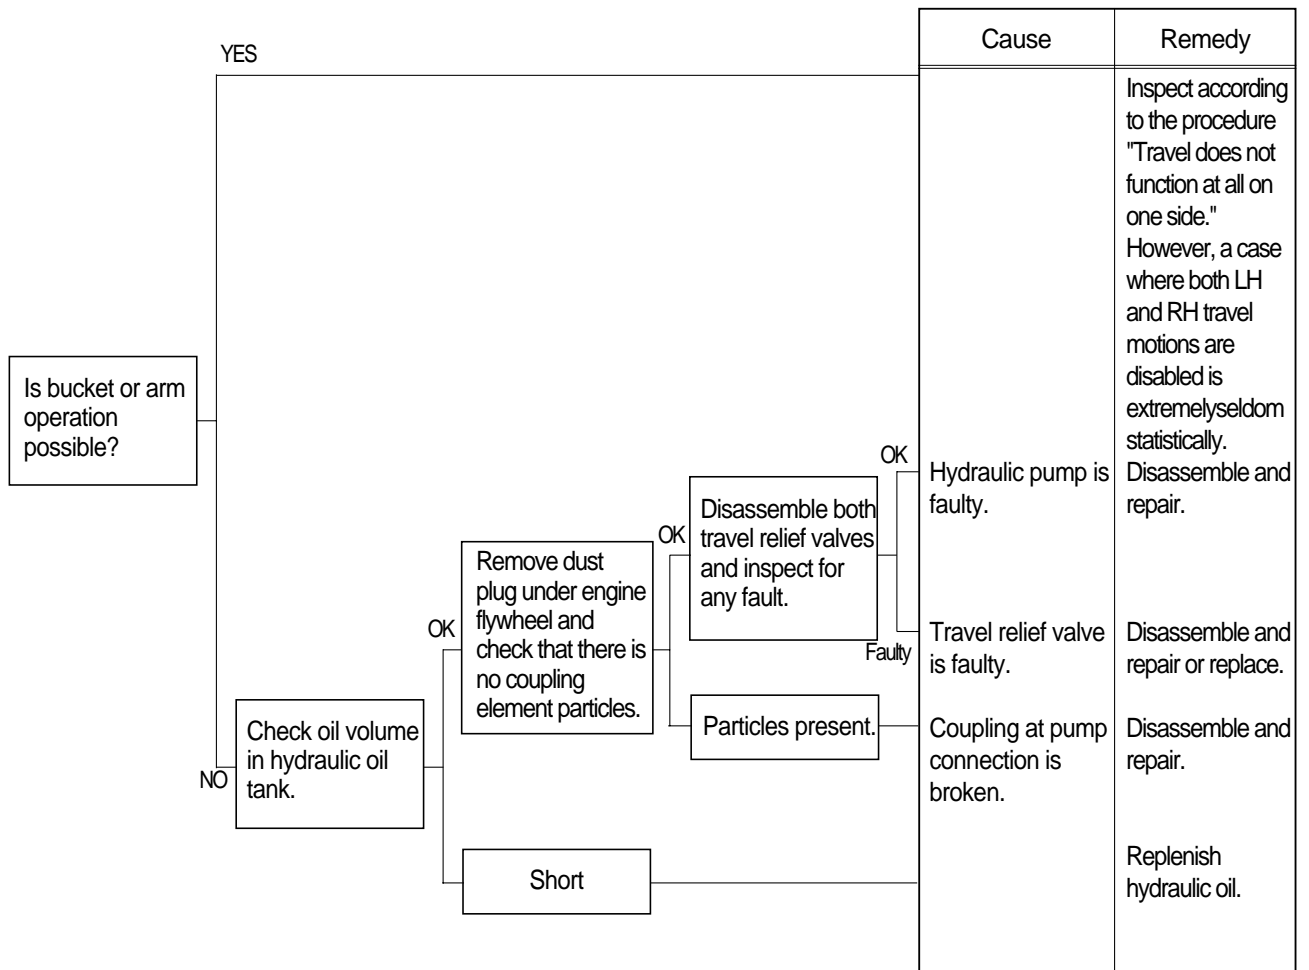 Cause
Remedy
YES
Inspect according
to the procedure
"Travel does not
function at all on
one side."
However, a case
where both LH
and RH travel
motions are
disabled is
extremelyseldom
statistically.
Is bucket or arm
operation
possible?
OK
Hydraulic pump is
faulty.
Disassemble and
repair.
Disassemble both
travel relief valves
and inspect for
any fault.
OK
Remove dust
plug under engine
flywheel and
check that there is
no coupling
element particles.
OK
Faulty
Travel relief valve
is faulty.
Disassemble and
repair or replace.
Particles present.
Coupling at pump
connection is
broken.
Disassemble and
repair.
Check oil volume
in hydraulic oil
tank.
NO
Short
Replenish
hydraulic oil.